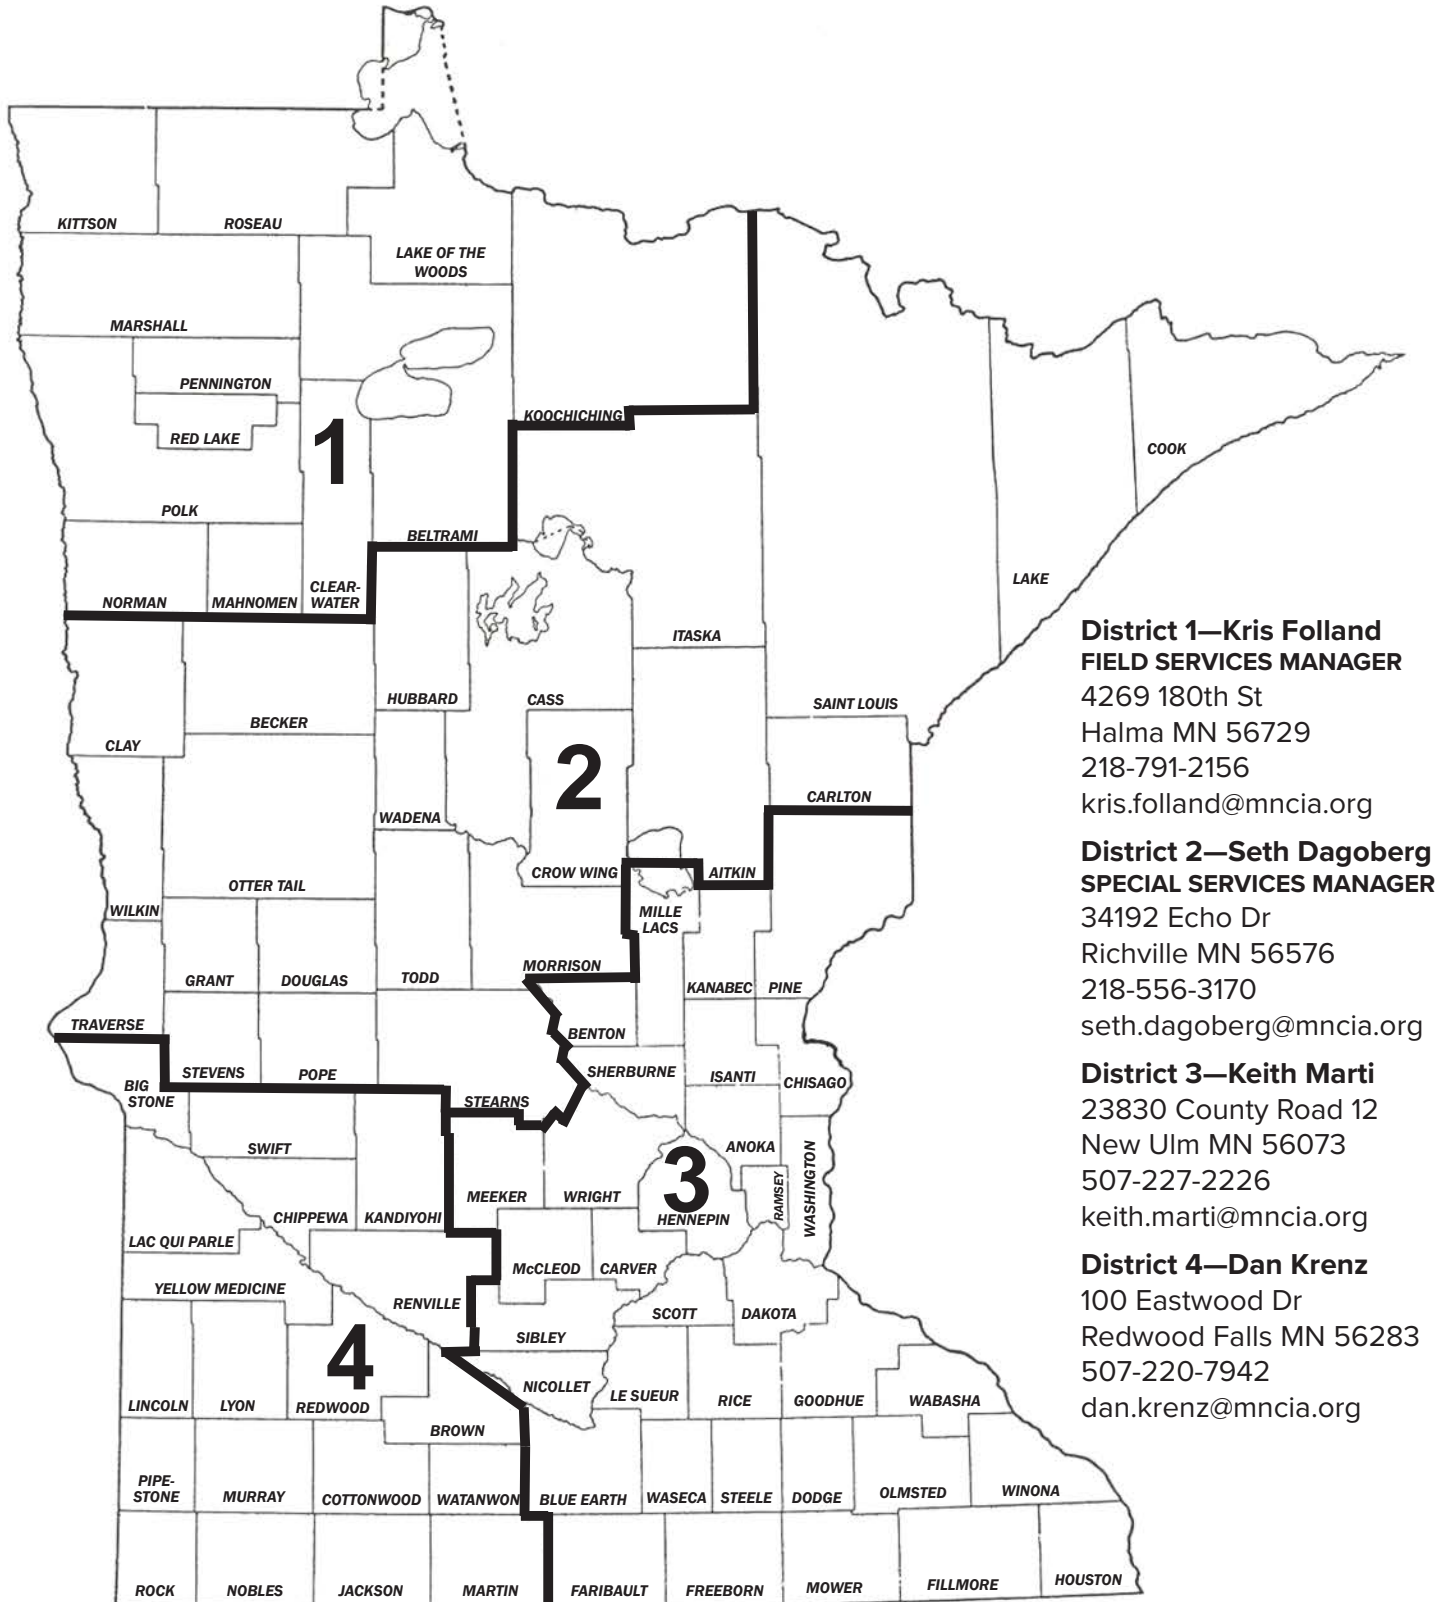 KITTSON
ROSEAU
LAKE OF THE
WOODS
MARSHALL
PENNINGTON
RED LAKE
1
KOOCHICHING
COOK
POLK
BELTRAMI
LAKE
NORMAN
MAHNOMEN
CLEAR-
WATER
ITASKA
HUBBARD
CASS
SAINT LOUIS
BECKER
CLAY
2
CARLTON
WADENA
CROW WING
AITKIN
OTTER TAIL
WILKIN
MILLE
LACS
MORRISON
GRANT
DOUGLAS
TODD
KANABEC
PINE
TRAVERSE
BENTON
STEVENS
POPE
SHERBURNE
ISANTI
CHISAGO
BIG
STONE
STEARNS
SWIFT
ANOKA
WASHINGTON
RAMSEY
3
MEEKER
WRIGHT
HENNEPIN
CHIPPEWA
KANDIYOHI
LAC QUI PARLE
McCLEOD
CARVER
YELLOW MEDICINE
RENVILLE
SCOTT
DAKOTA
SIBLEY
4
NICOLLET
LE SUEUR
RICE
GOODHUE
WABASHA
LINCOLN
LYON
REDWOOD
BROWN
PIPE-
STONE
MURRAY
COTTONWOOD
WATANWON
BLUE EARTH
WASECA
STEELE
DODGE
OLMSTED
WINONA
ROCK
NOBLES
JACKSON
MARTIN
FARIBAULT
FREEBORN
MOWER
FILLMORE
HOUSTON
District 1—Kris Folland
FIELD SERVICES MANAGER
4269 180th St
Halma MN 56729
218-791-2156
kris.folland@mncia.org
District 2—Seth Dagoberg
SPECIAL SERVICES MANAGER
34192 Echo Dr
Richville MN 56576
218-556-3170
seth.dagoberg@mncia.org
District 3—Keith Marti
23830 County Road 12
New Ulm MN 56073
507-227-2226
keith.marti@mncia.org
District 4—Dan Krenz
100 Eastwood Dr
Redwood Falls MN 56283
507-220-7942
dan.krenz@mncia.org